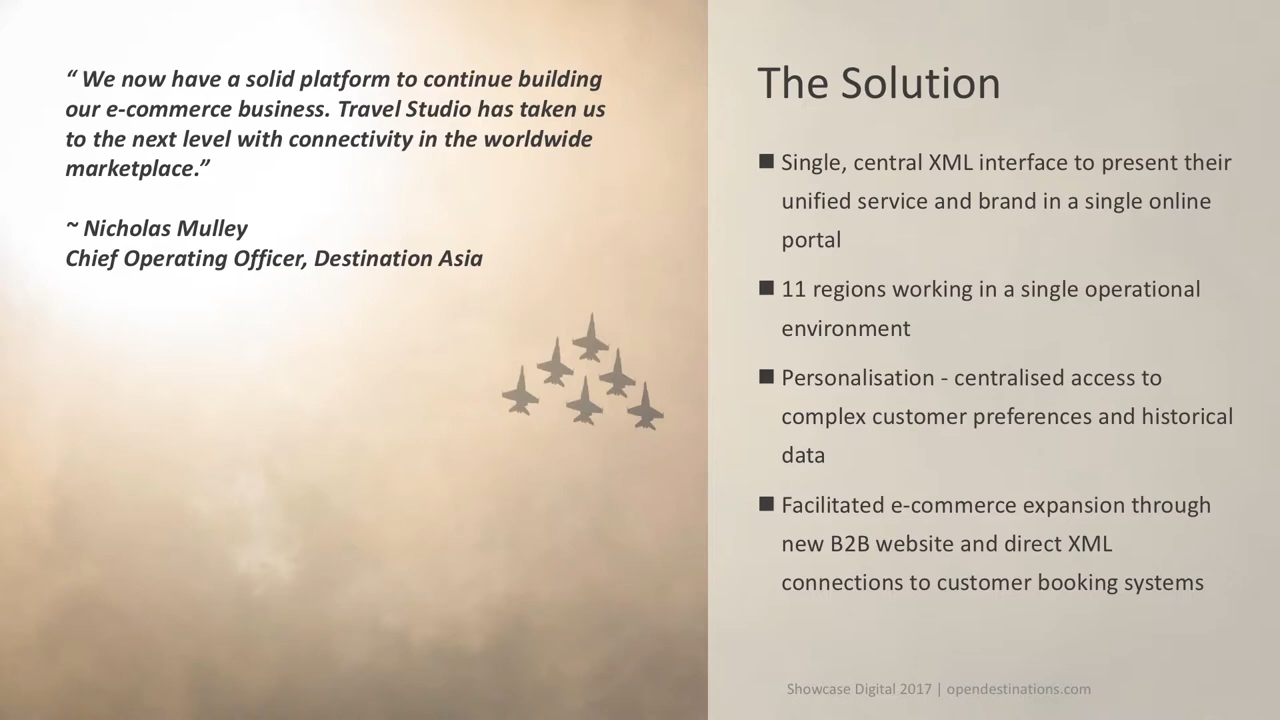 “ We now have a solid platform to continue building
our e-commerce business. Travel Studio has taken us
to the next level with connectivity in the worldwide
marketplace.”
~ Nicholas Mulley
Chief Operating Officer, Destination Asia
The Solution
■ Single, central XML interface to present their
unified service and brand in a single online
portal
■ 11 regions working in a single operational
environment
■ Personalisation - centralised access to
complex customer preferences and historical
data
■ Facilitated e-commerce expansion through
new B2B website and direct XML
connections to customer booking systems
Showcase Digital 2017 | opendestinations.com